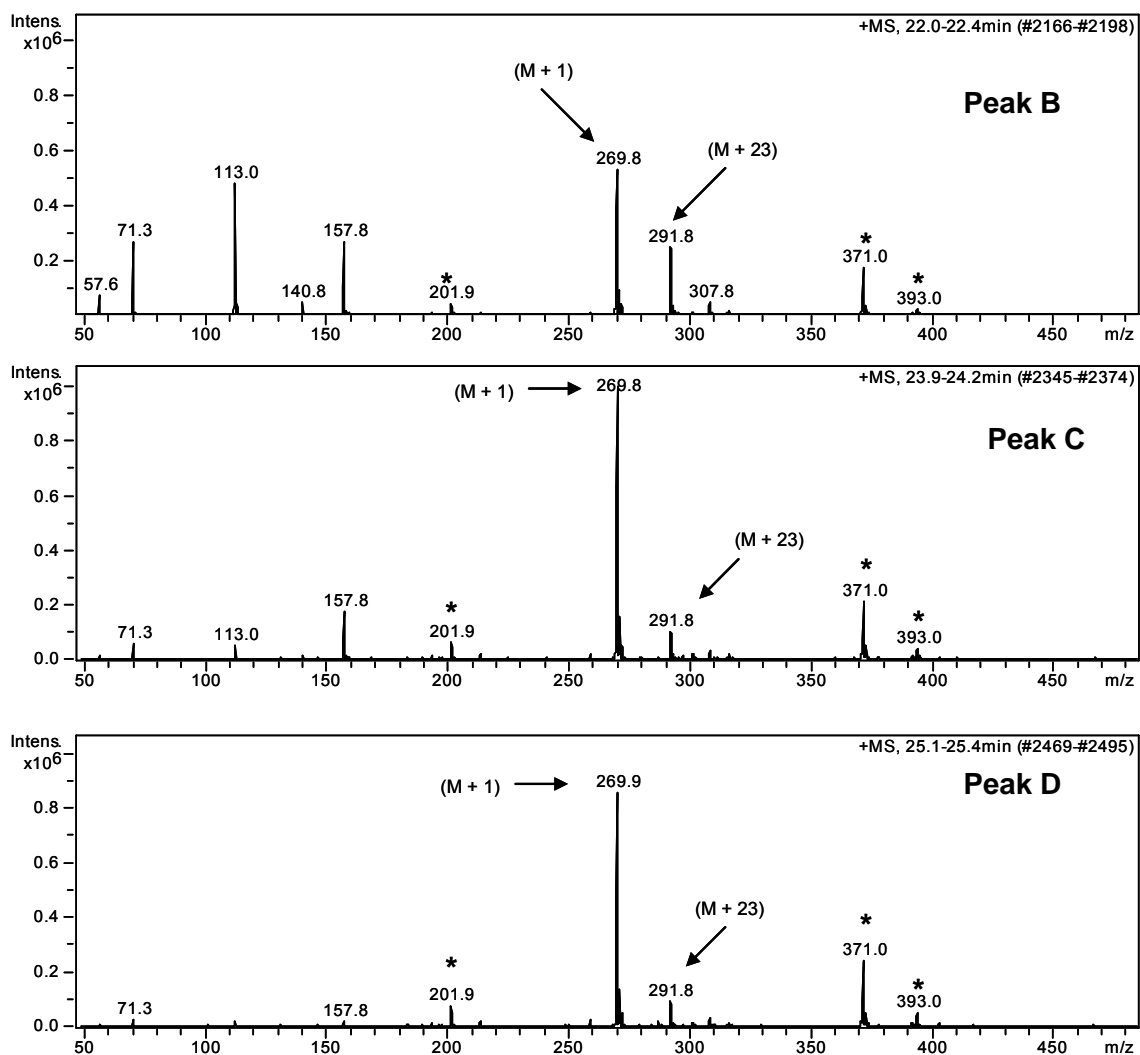 Intens.
x10⁶
+MS, 22.0-22.4min (#2166-#2198)
(M + 1)
Peak B
0.8
0.6
269.8
(M + 23)
113.0
0.4
71.3
157.8
291.8
*
371.0
0.2
57.6
140.8
*
201.9
307.8
*
393.0
50 100 150 200 250 300 350 400 450 m/z
Intens.
x10⁶
+MS, 23.9-24.2min (#2345-#2374)
(M + 1)
269.8
Peak C
0.8
0.6
(M + 23)
0.4
*
371.0
0.2
71.3
113.0
157.8
*
201.9
291.8
*
393.0
0.0
50 100 150 200 250 300 350 400 450 m/z
Intens.
x10⁶
+MS, 25.1-25.4min (#2469-#2495)
(M + 1)
269.9
Peak D
0.8
0.6
(M + 23)
0.4
*
371.0
0.2
71.3
157.8
*
201.9
291.8
*
393.0
0.0
50 100 150 200 250 300 350 400 450 m/z